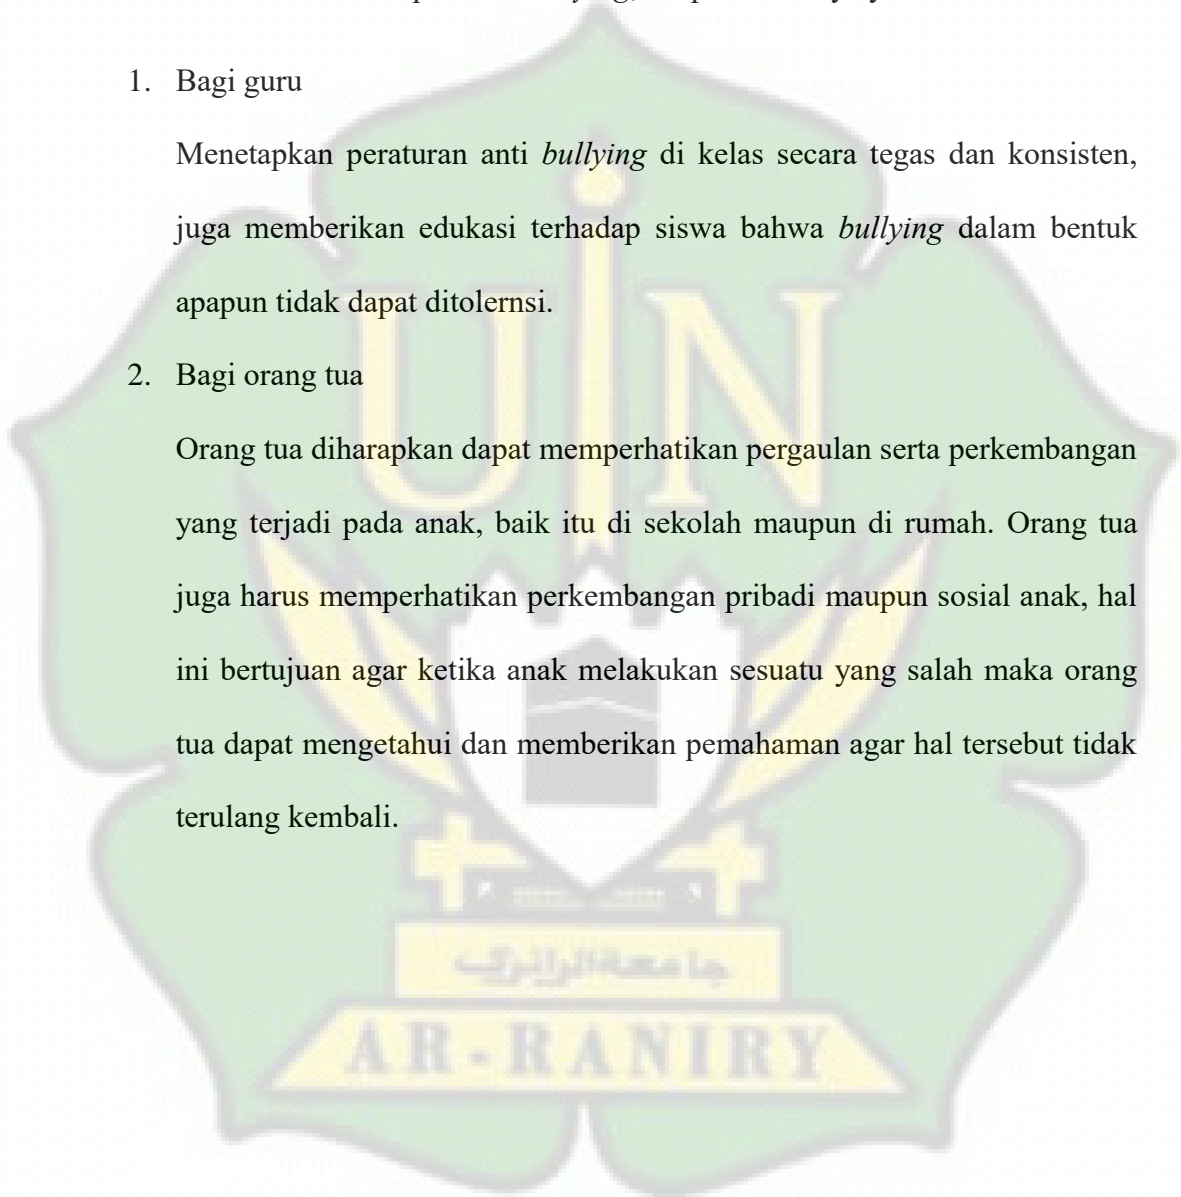 1. Bagi guru
Menetapkan peraturan anti bullying di kelas secara tegas dan konsisten,
juga memberikan edukasi terhadap siswa bahwa bullying dalam bentuk
apapun tidak dapat ditolernsi.
2. Bagi orang tua
Orang tua diharapkan dapat memperhatikan pergaulan serta perkembangan
yang terjadi pada anak, baik itu di sekolah maupun di rumah. Orang tua
juga harus memperhatikan perkembangan pribadi maupun sosial anak, hal
ini bertujuan agar ketika anak melakukan sesuatu yang salah maka orang
tua dapat mengetahui dan memberikan pemahaman agar hal tersebut tidak
terulang kembali.
UIN
جامعة الرانيري
AR-RANIRY